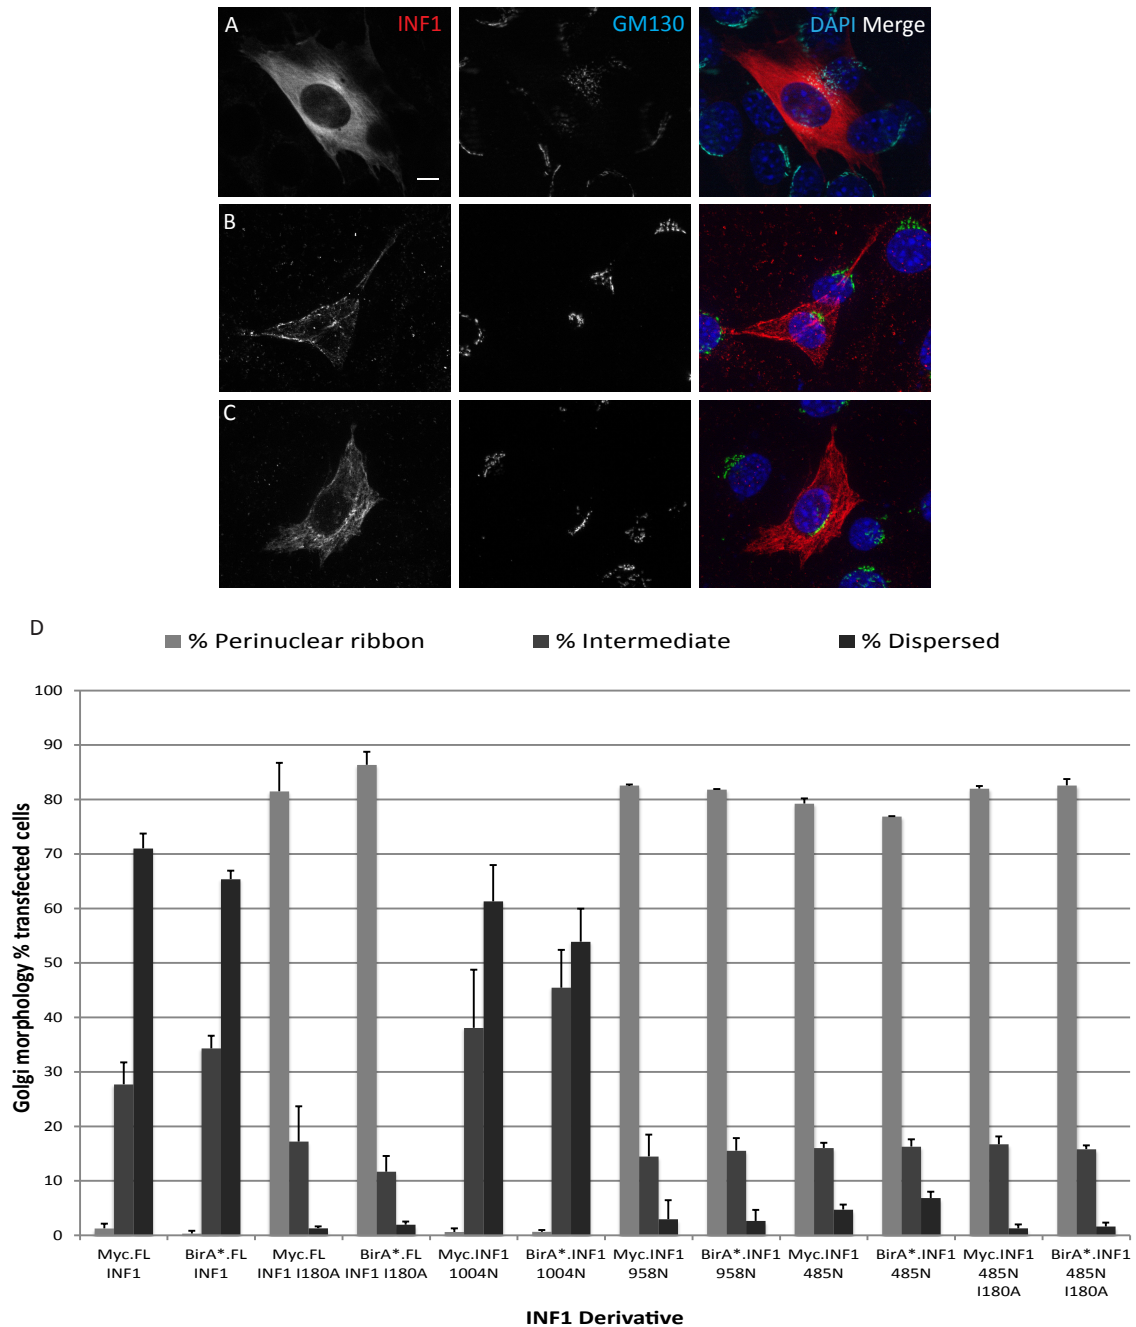 A INF1 GM130 DAPI Merge
B
C
D
% Perinuclear ribbon % Intermediate % Dispersed
Golgi morphology % transfected cells
100
90
80
70
60
50
40
30
20
10
0
Myc.FL INF1
BirA*.FL INF1
Myc.FL INF1 I180A
BirA*.FL INF1 I180A
Myc.INF1 1004N
BirA*.INF1 1004N
Myc.INF1 958N
BirA*.INF1 958N
Myc.INF1 485N
BirA*.INF1 485N
Myc.INF1 485N I180A
BirA*.INF1 485N I180A
INF1 Derivative